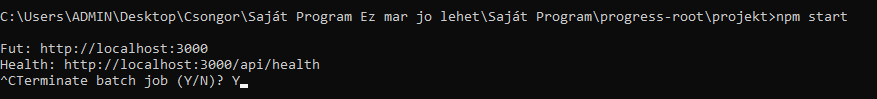 C:\Users\ADMIN\Desktop\Csongor\Saját Program Ez mar jo lehet\Saját Program\progress-root\projekt>npm start
Fut: http://localhost:3000
Health: http://localhost:3000/api/health
^CTerminate batch job (Y/N)? Y